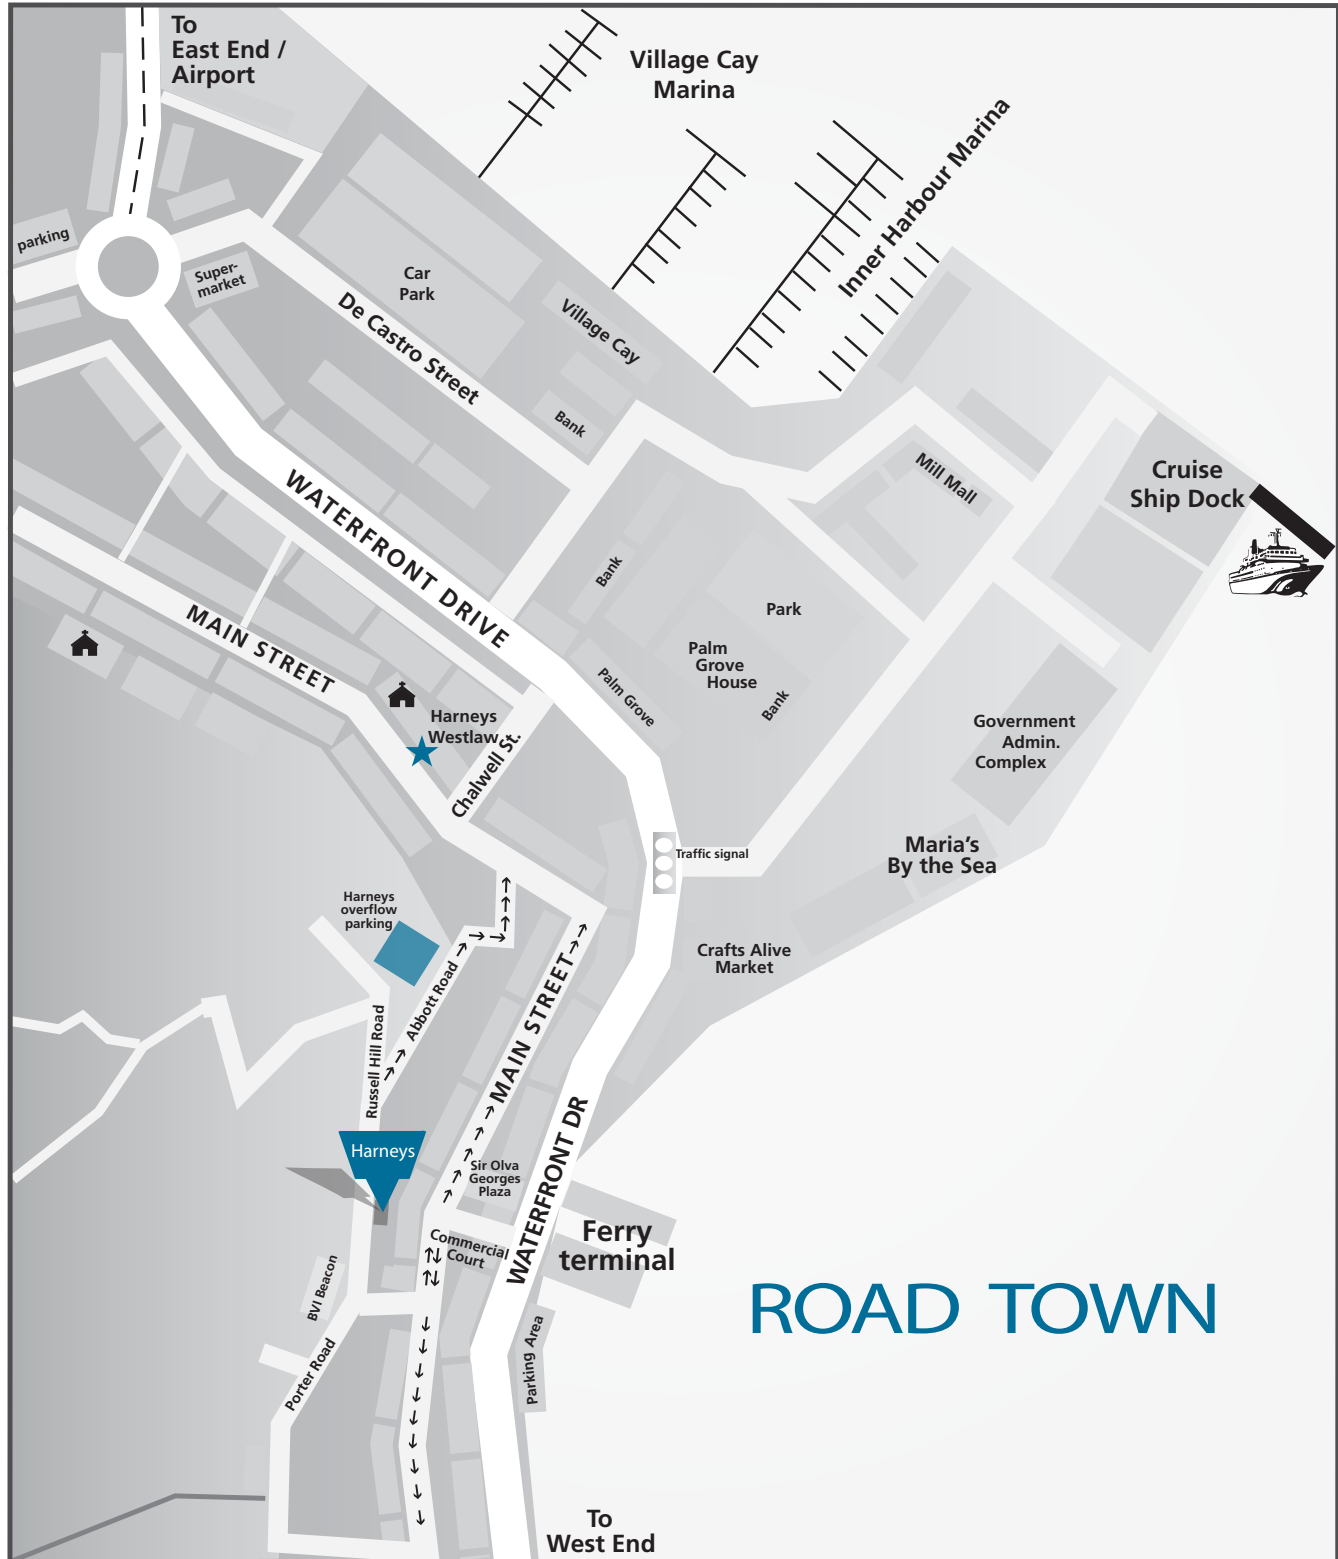 To
East End /
Airport
Village Cay
Marina
Inner Harbour Marina
parking
Super-
market
Car
Park
De Castro Street
Village Cay
Bank
Mill Mall
Cruise
Ship Dock
WATERFRONT DRIVE
Bank
Park
MAIN STREET
Palm
Grove
House
Palm Grove
Bank
Harneys
Westlaw
Chalwell St.
Government
Admin.
Complex
Traffic signal
Maria's
By the Sea
Harneys
overflow
parking
Crafts Alive
Market
Abbott Road
Russell Hill Road
MAIN STREET
Harneys
Sir Olva
Georges
Plaza
WATERFRONT DR
Commercial
Court
Ferry
terminal
BVI Beacon
ROAD TOWN
Porter Road
Parking Area
To
West End